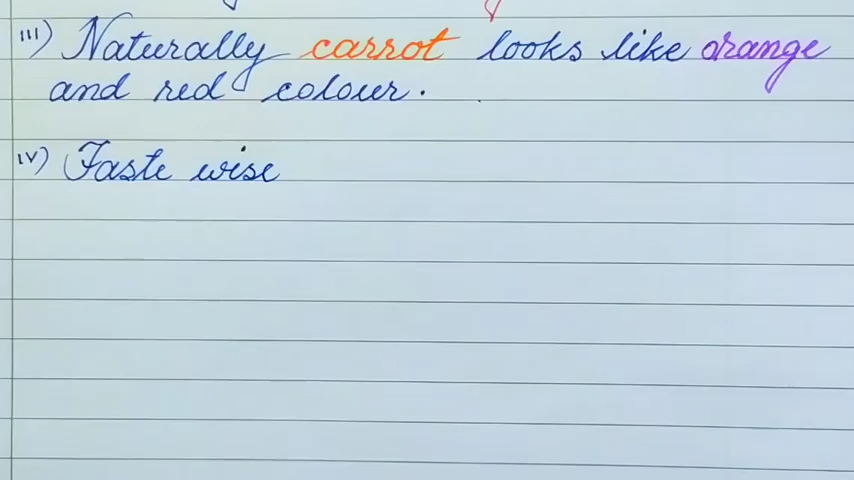 III) Naturally carrot looks like orange
and red colour.
IV) Taste wise